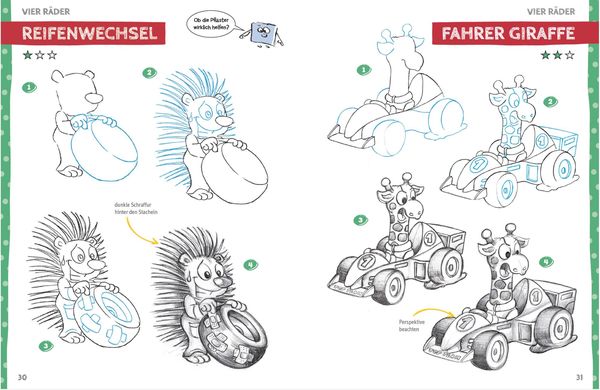 VIER RÄDER
REIFENWECHSEL
Ob die Pflaster
wirklich helfen?
1
2
dunkle Schraffur
hinter den Stacheln
3
4
30
VIER RÄDER
FAHRER GIRAFFE
1
2
3
4
Perspektive
beachten
31